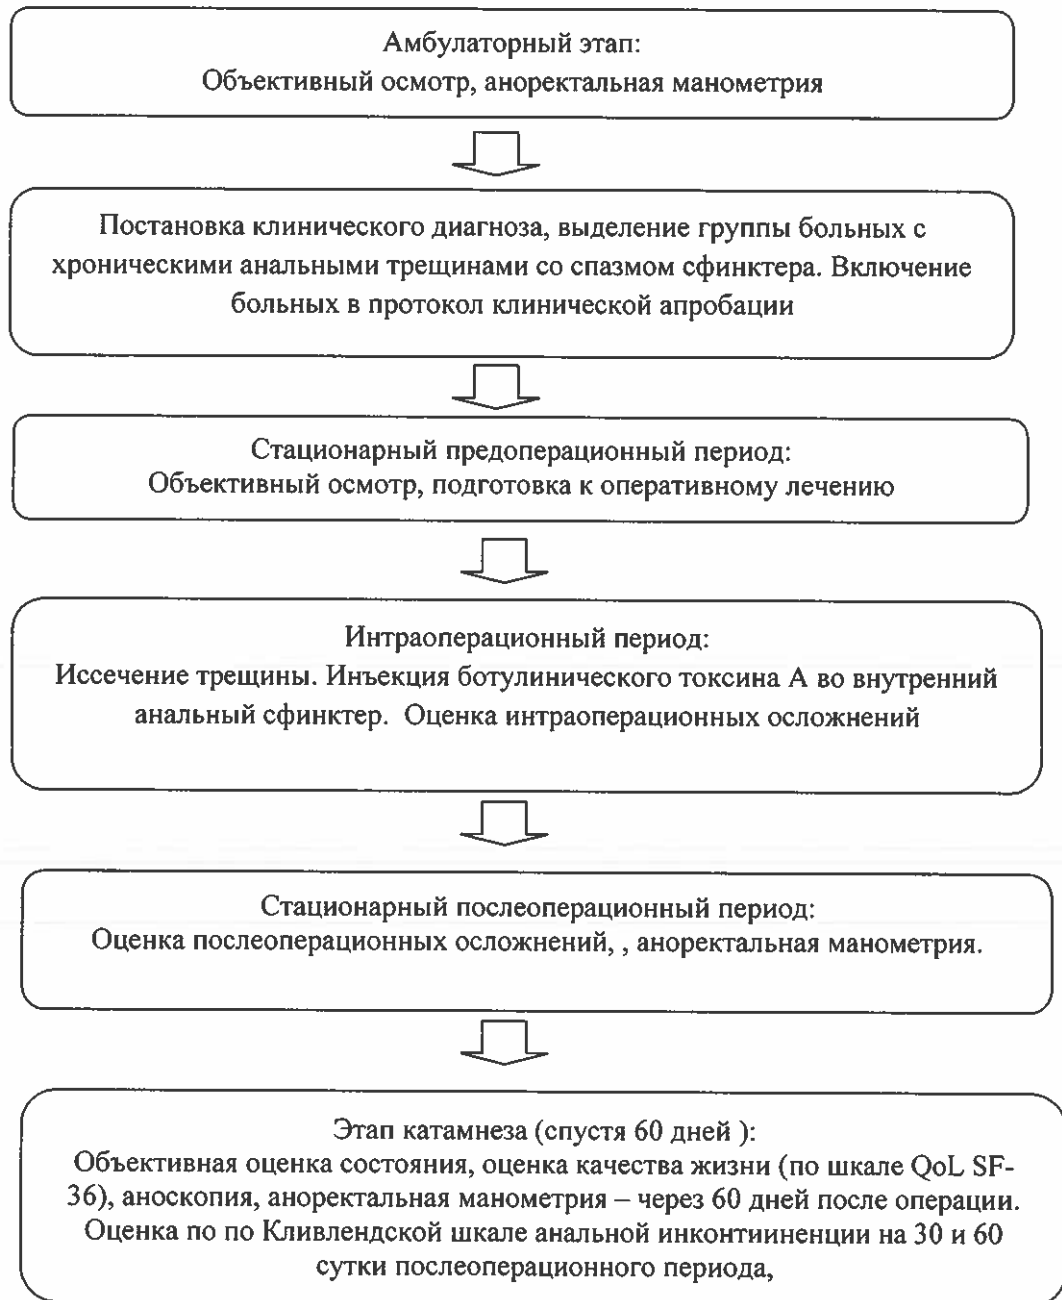 Амбулаторный этап:
Объективный осмотр, аноректальная манометрия
Постановка клинического диагноза, выделение группы больных с
хроническими анальными трещинами со спазмом сфинктера. Включение
больных в протокол клинической апробации
Стационарный предоперационный период:
Объективный осмотр, подготовка к оперативному лечению
Интраоперационный период:
Иссечение трещины. Инъекция ботулинического токсина А во внутренний
анальный сфинктер.  Оценка интраоперационных осложнений
Стационарный послеоперационный период:
Оценка послеоперационных осложнений, , аноректальная манометрия.
Этап катамнеза (спустя 60 дней ):
Объективная оценка состояния, оценка качества жизни (по шкале QoL SF-
36), аноскопия, аноректальная манометрия – через 60 дней после операции.
Оценка по по Кливлендской шкале анальной инконтииненции на 30 и 60
сутки послеоперационного периода,